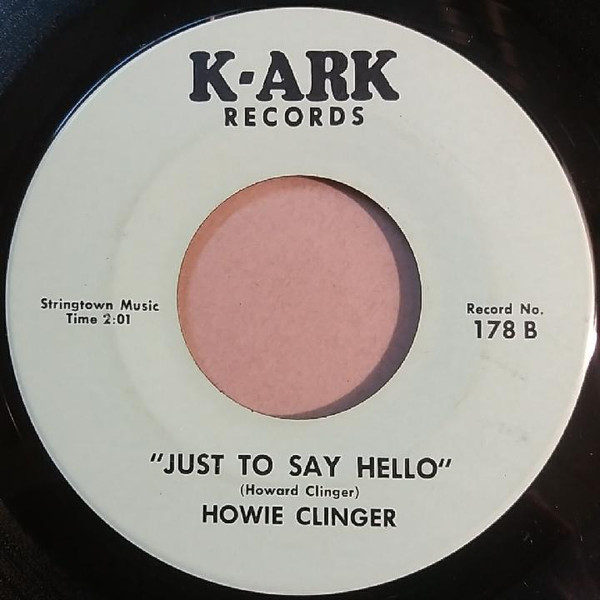 K-ARK
RECORDS
Stringtown Music
Time 2:01
Record No.
178 B
"JUST TO SAY HELLO"
(Howard Clinger)
HOWIE CLINGER